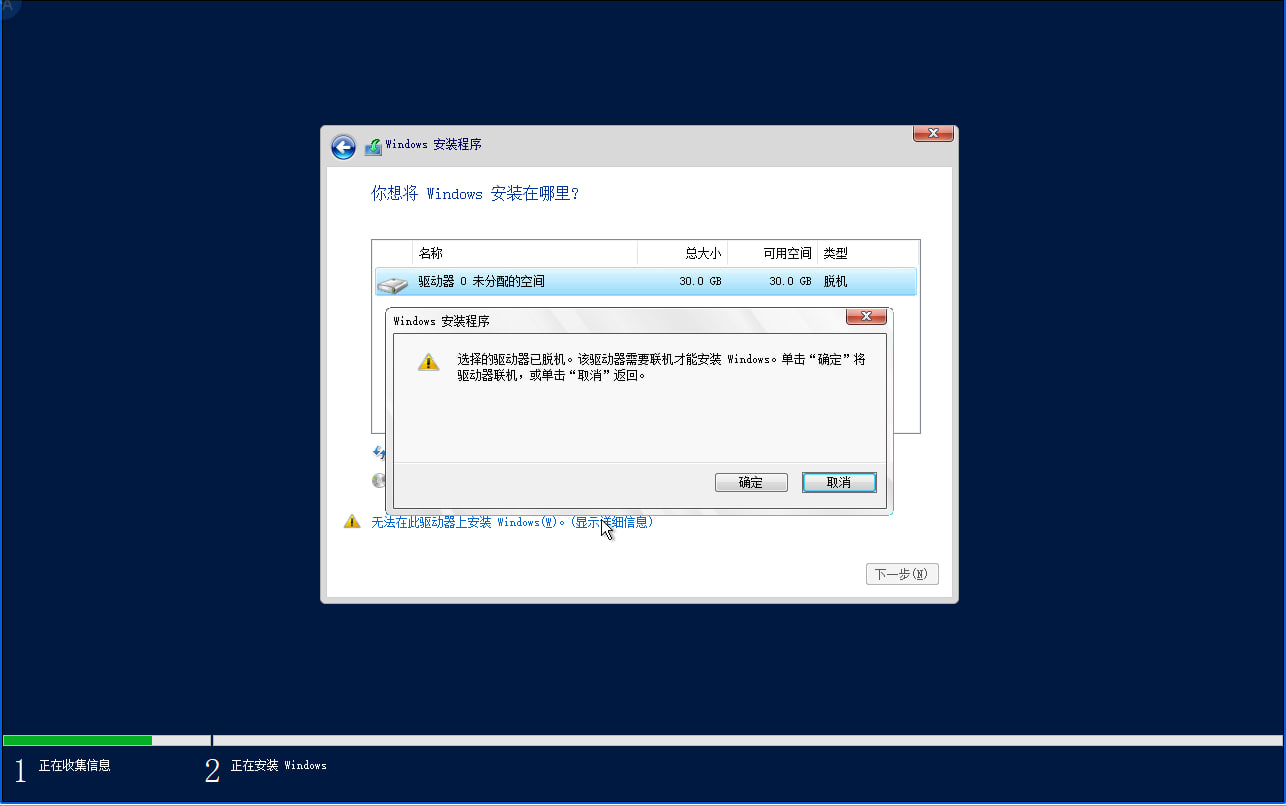 A
Windows 安装程序
你想将 Windows 安装在哪里?
名称 总大小 可用空间 类型
驱动器 0 未分配的空间 30.0 GB 30.0 GB 脱机
Windows 安装程序
选择的驱动器已脱机。该驱动器需要联机才能安装 Windows。单击“确定”将
驱动器联机，或单击“取消”返回。
确定 取消
无法在此驱动器上安装 Windows(W)。(显示详细信息)
下一步(N)
1 正在收集信息 2 正在安装 Windows